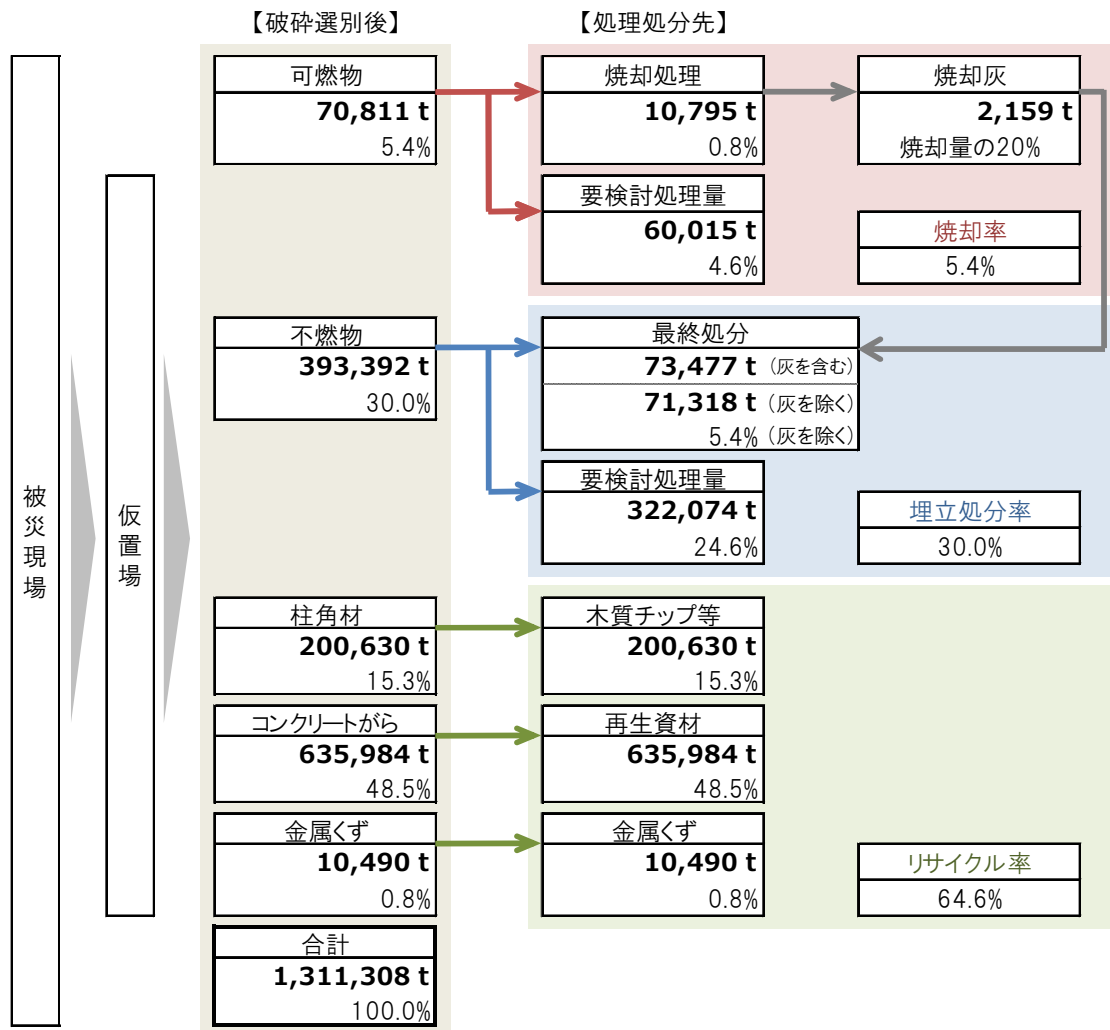 【破砕選別後】
【処理処分先】
被災現場
仮置場
可燃物
70,811 t
5.4%
焼却処理
10,795 t
0.8%
焼却灰
2,159 t
焼却量の20%
要検討処理量
60,015 t
4.6%
焼却率
5.4%
不燃物
393,392 t
30.0%
最終処分
73,477 t (灰を含む)
71,318 t (灰を除く)
5.4% (灰を除く)
要検討処理量
322,074 t
24.6%
埋立処分率
30.0%
柱角材
200,630 t
15.3%
木質チップ等
200,630 t
15.3%
コンクリートがら
635,984 t
48.5%
再生資材
635,984 t
48.5%
金属くず
10,490 t
0.8%
金属くず
10,490 t
0.8%
リサイクル率
64.6%
合計
1,311,308 t
100.0%